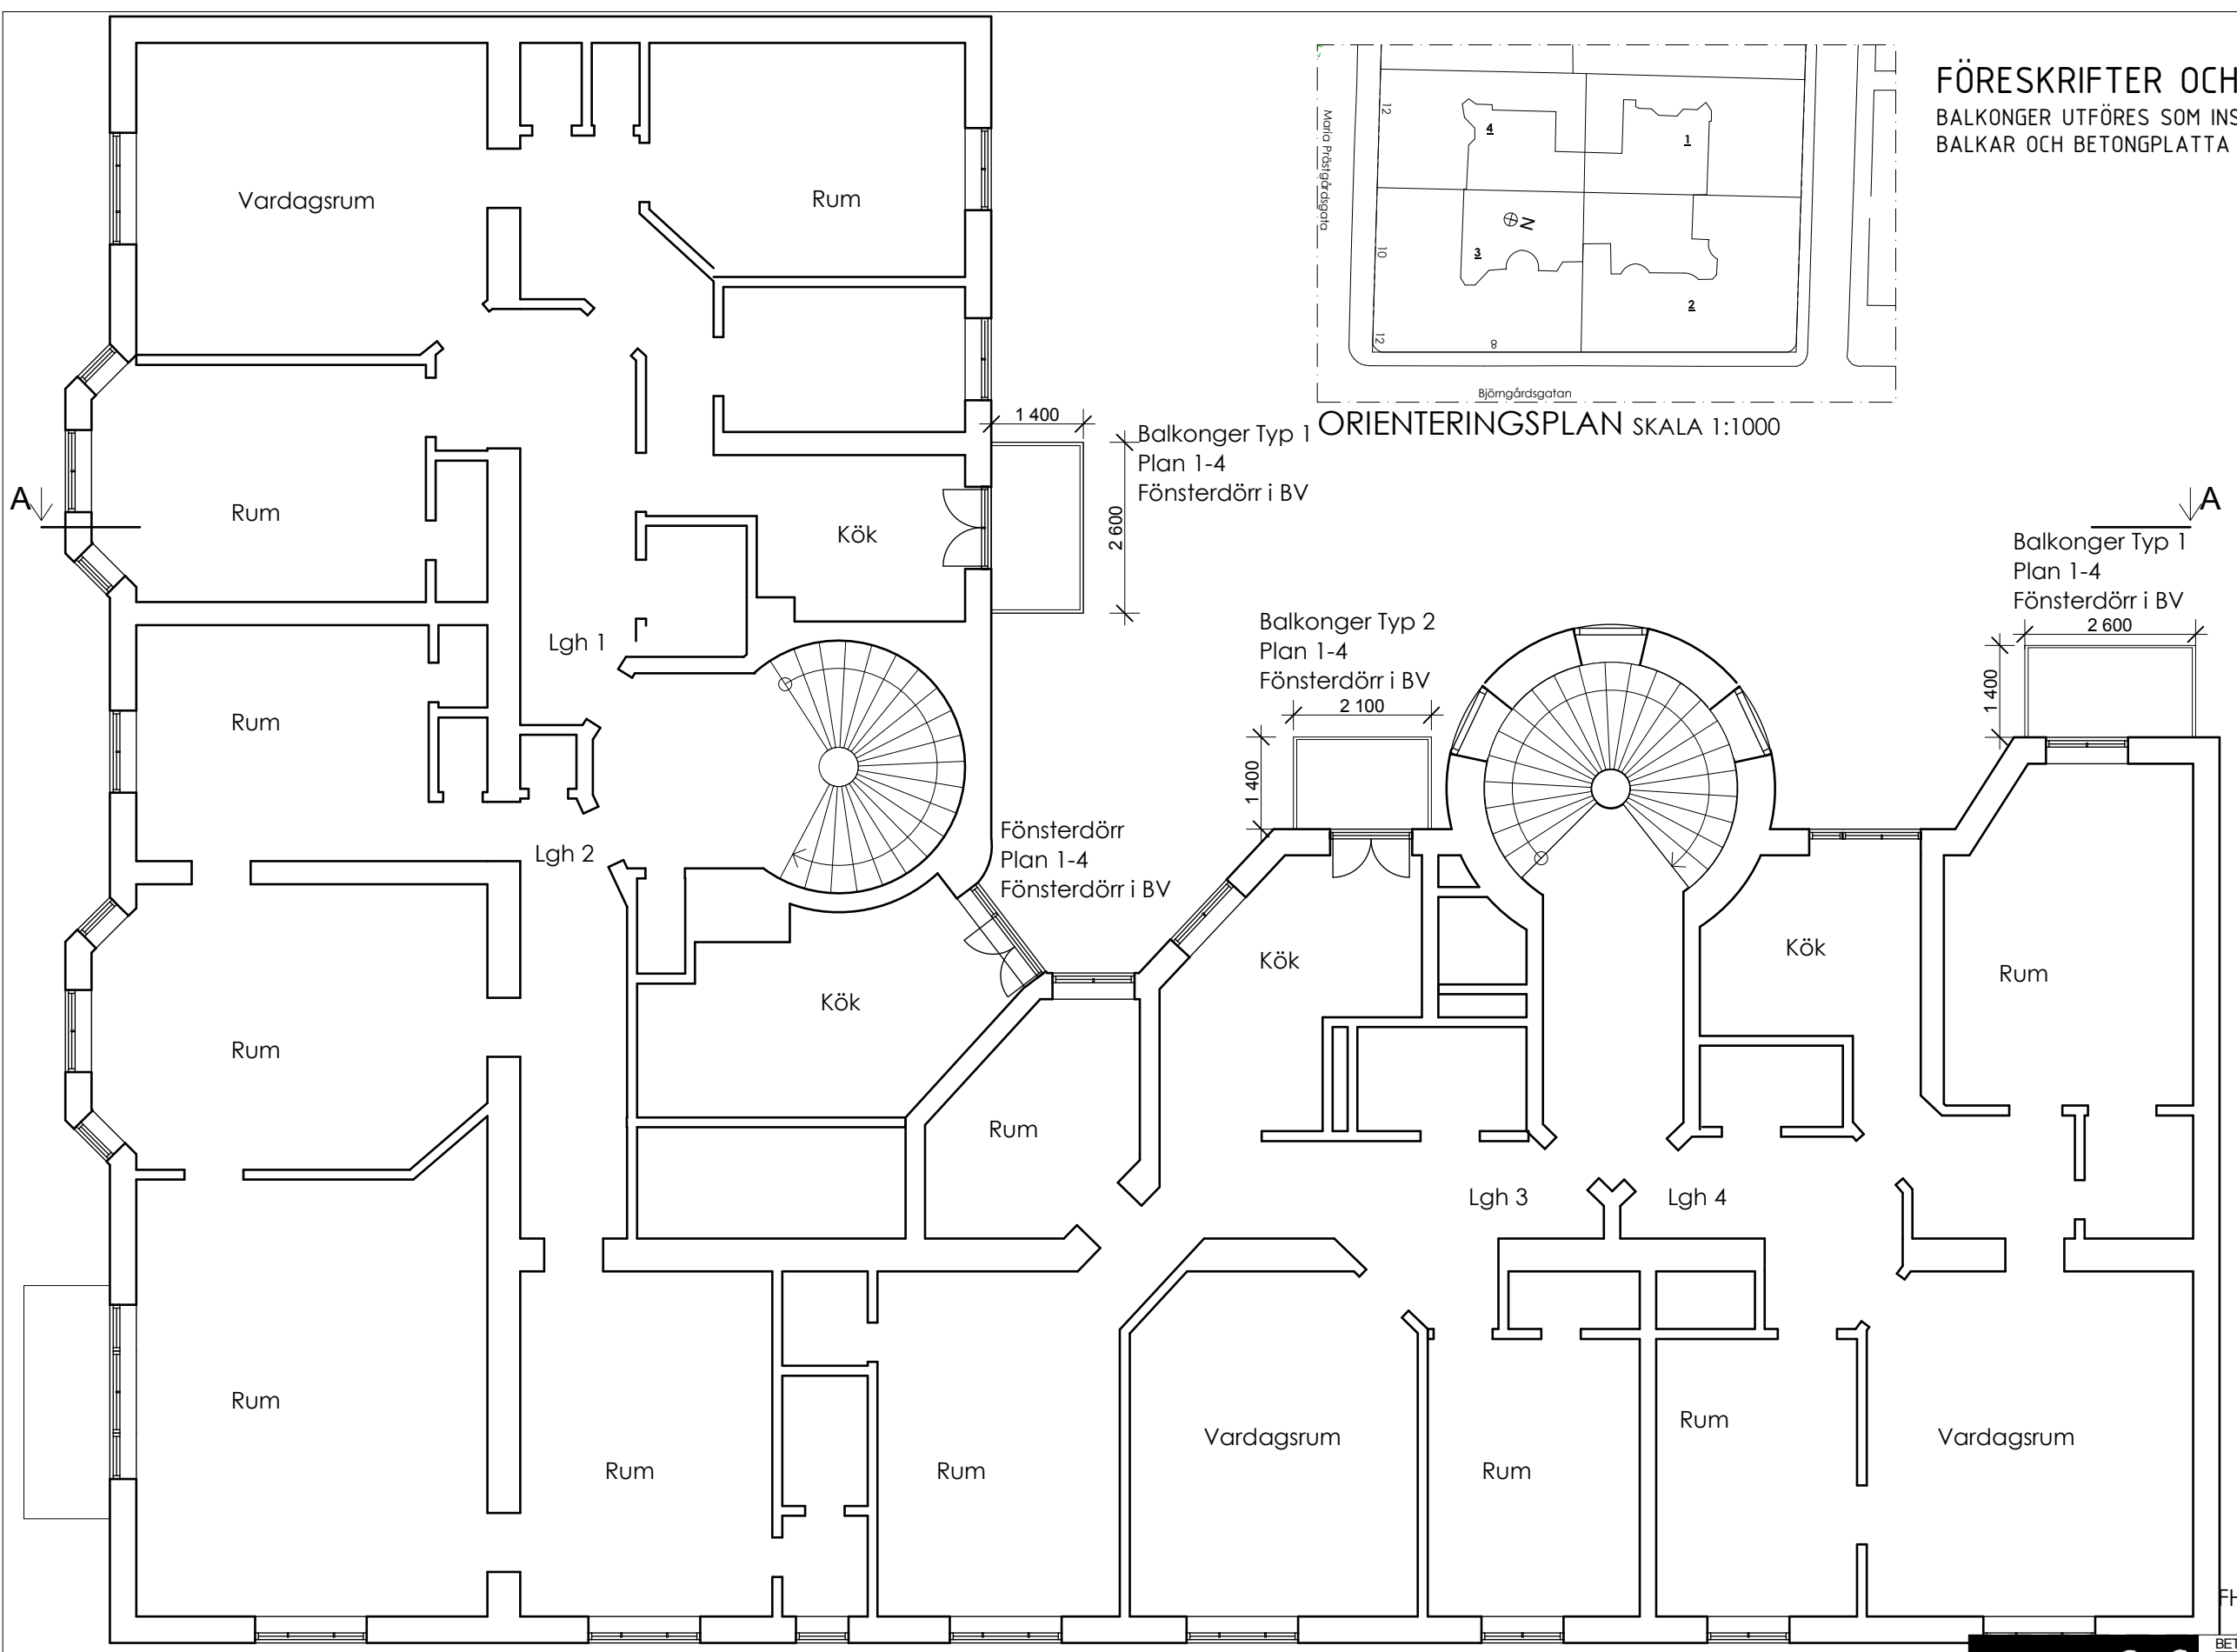 FÖRESKRIFTER OCH
BALKONGER UTFÖRES SOM INS
BALKAR OCH BETONGPLATTA
Maria Prästgårdsgata
12
10
12
8
4
1
3
2
N
Björngårdsgatan
ORIENTERINGSPLAN SKALA 1:1000
Vardagsrum
Rum
1 400
Balkonger Typ 1
Plan 1-4
Fönsterdörr i BV
2 600
A
A
Rum
Kök
Balkonger Typ 1
Plan 1-4
Fönsterdörr i BV
2 600
1 400
Balkonger Typ 2
Plan 1-4
Fönsterdörr i BV
2 100
1 400
Lgh 1
Rum
Lgh 2
Fönsterdörr
Plan 1-4
Fönsterdörr i BV
Kök
Kök
Rum
Kök
Rum
Rum
Lgh 3
Lgh 4
Rum
Rum
Rum
Vardagsrum
Rum
Rum
Vardagsrum
FH
BET